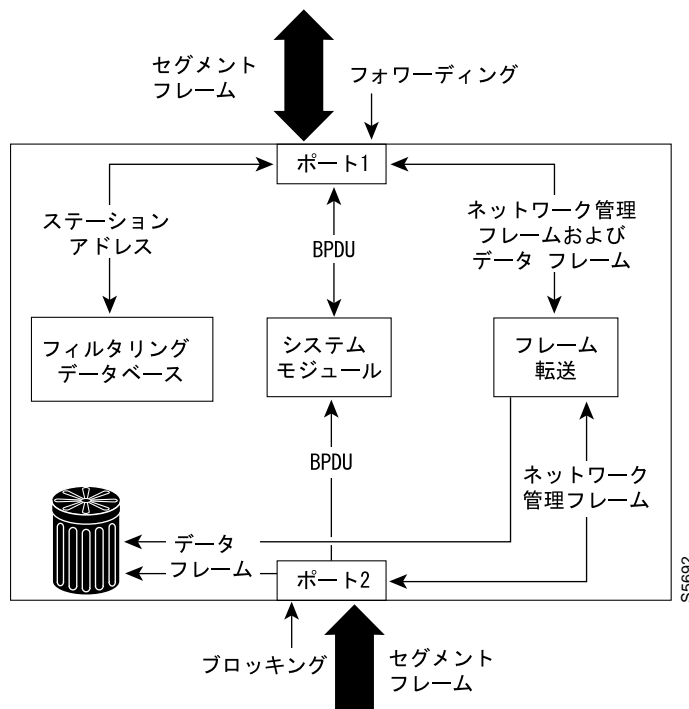 セグメント
フレーム
フォワーディング
ポート1
ステーション
アドレス
BPDU
ネットワーク管理
フレームおよび
データ フレーム
フィルタリング
データベース
システム
モジュール
フレーム
転送
BPDU
ネットワーク
管理フレーム
データ
フレーム
ポート2
S5692
ブロッキング
セグメント
フレーム